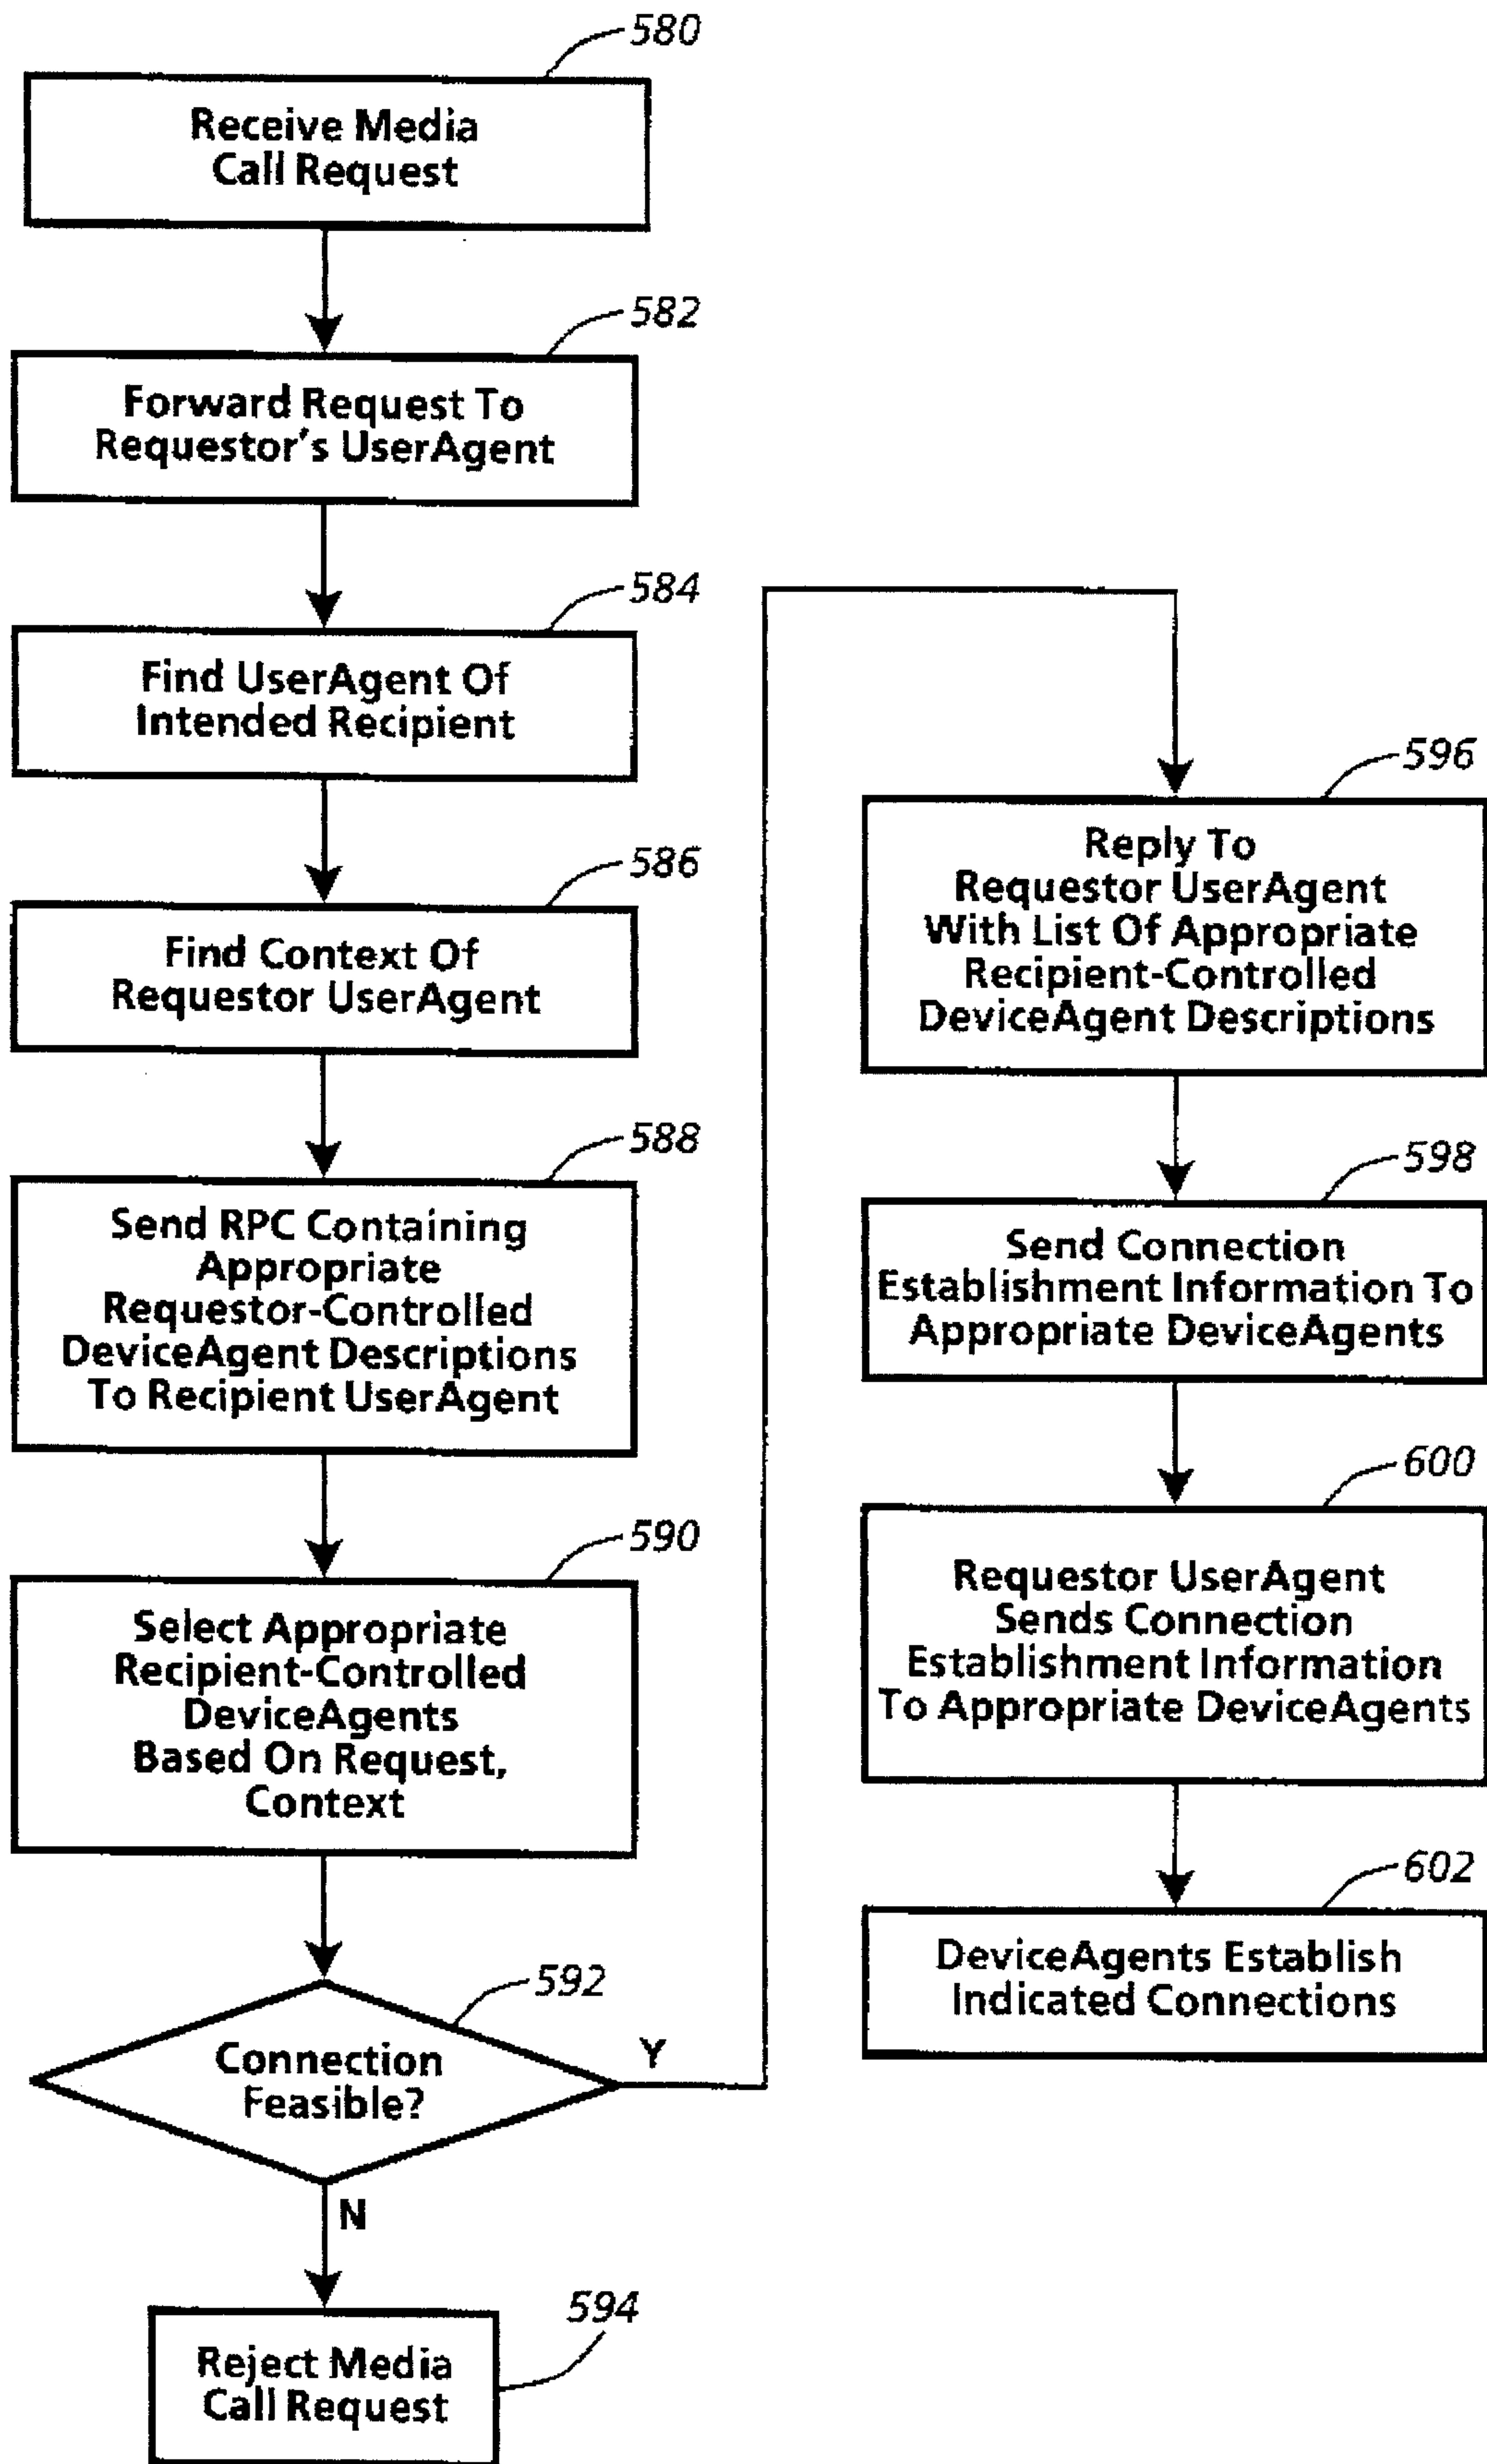 580
Receive Media
Call Request
582
Forward Request To
Requestor's UserAgent
584
Find UserAgent Of
Intended Recipient
586
Find Context Of
Requestor UserAgent
588
Send RPC Containing
Appropriate
Requestor-Controlled
DeviceAgent Descriptions
To Recipient UserAgent
590
Select Appropriate
Recipient-Controlled
DeviceAgents
Based On Request,
Context
592
Connection
Feasible?
Y
N
594
Reject Media
Call Request
596
Reply To
Requestor UserAgent
With List Of Appropriate
Recipient-Controlled
DeviceAgent Descriptions
598
Send Connection
Establishment Information To
Appropriate DeviceAgents
600
Requestor UserAgent
Sends Connection
Establishment Information
To Appropriate DeviceAgents
602
DeviceAgents Establish
Indicated Connections